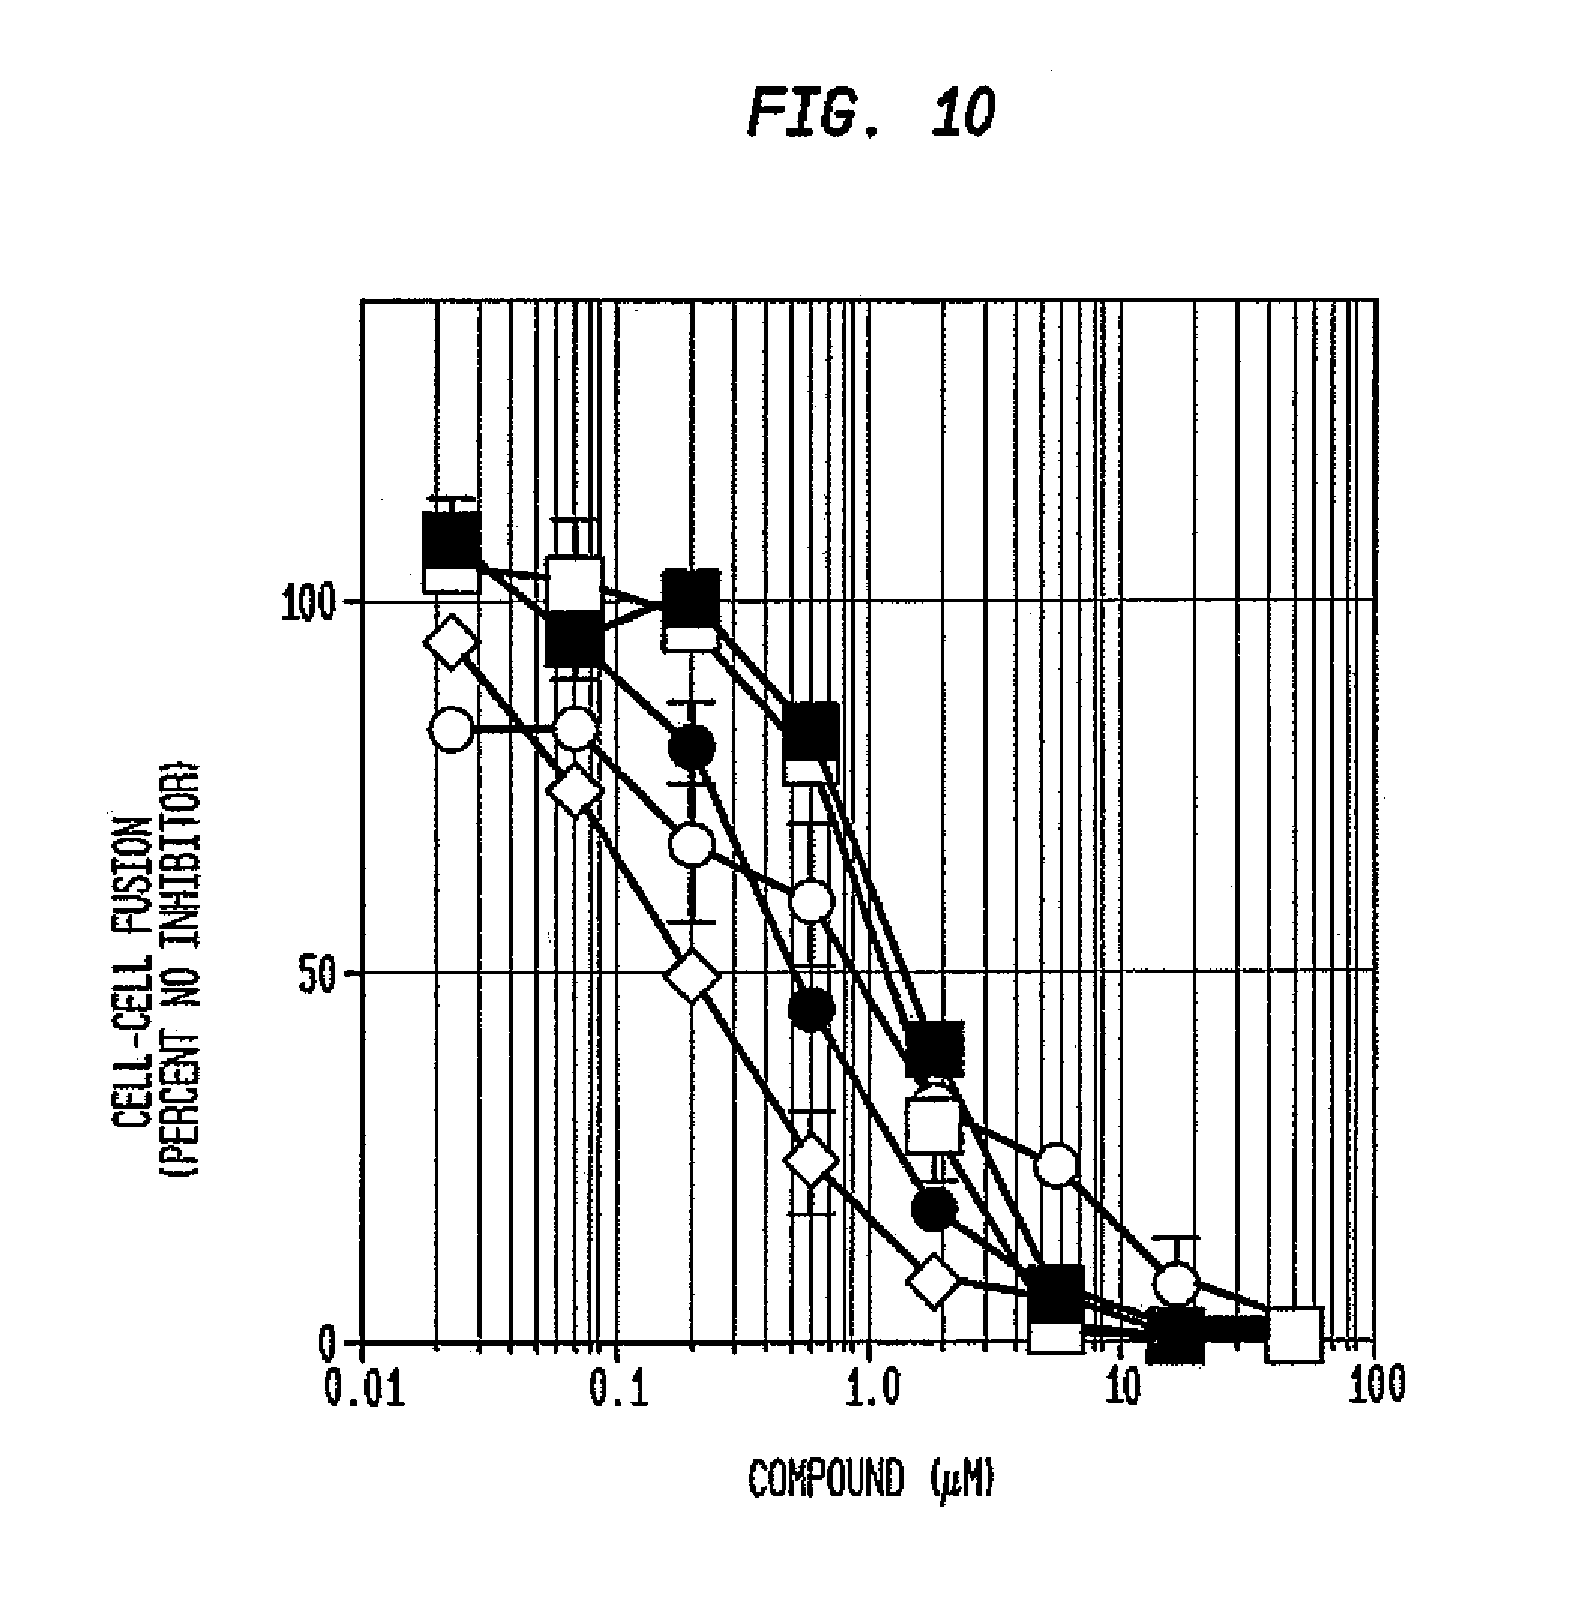 FIG. 10
CELL-CELL FUSION
(PERCENT NO INHIBITOR)
100
50
0
0.01
0.1
1.0
10
100
COMPOUND (μM)